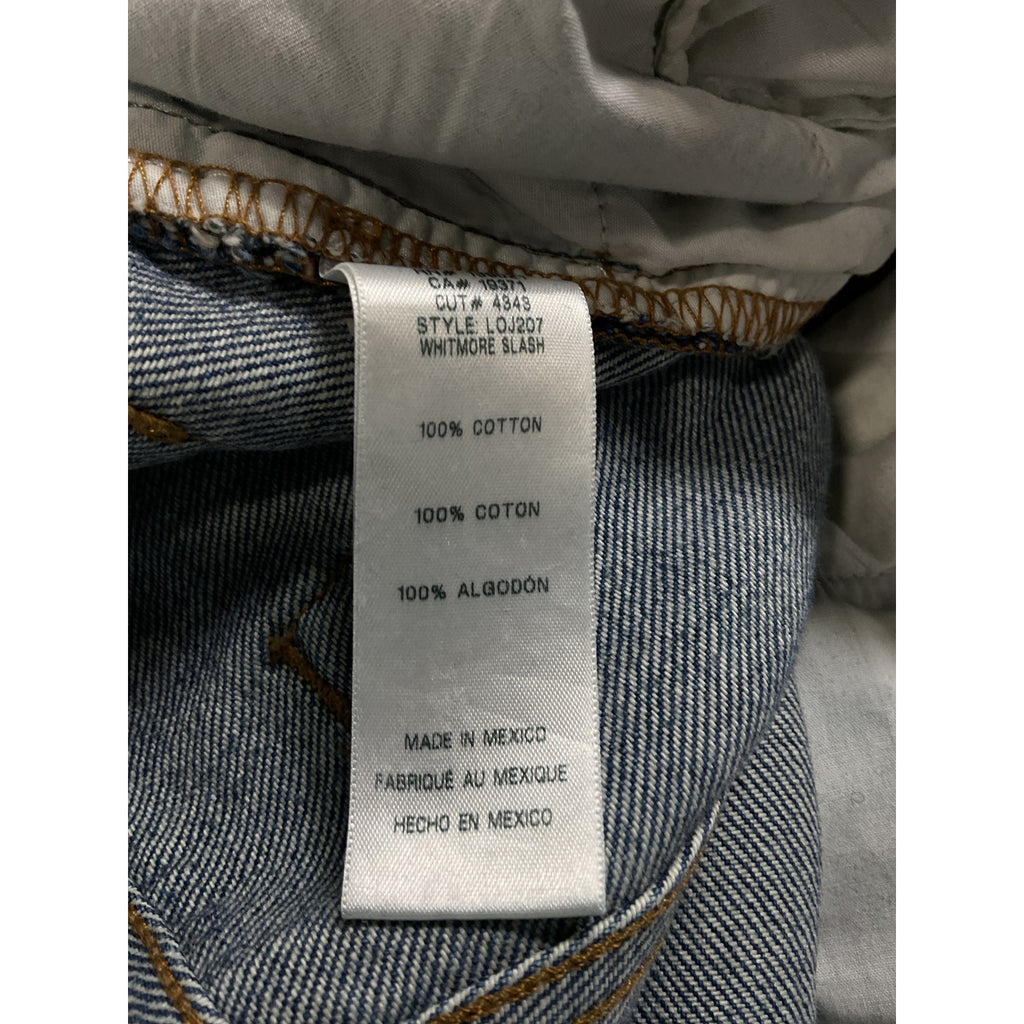 CA# 19371
CUT# 4343
STYLE: LOJ207
WHITMORE SLASH
100% COTTON
100% COTON
100% ALGODÓN
MADE IN MEXICO
FABRIQUÉ AU MEXIQUE
HECHO EN MEXICO